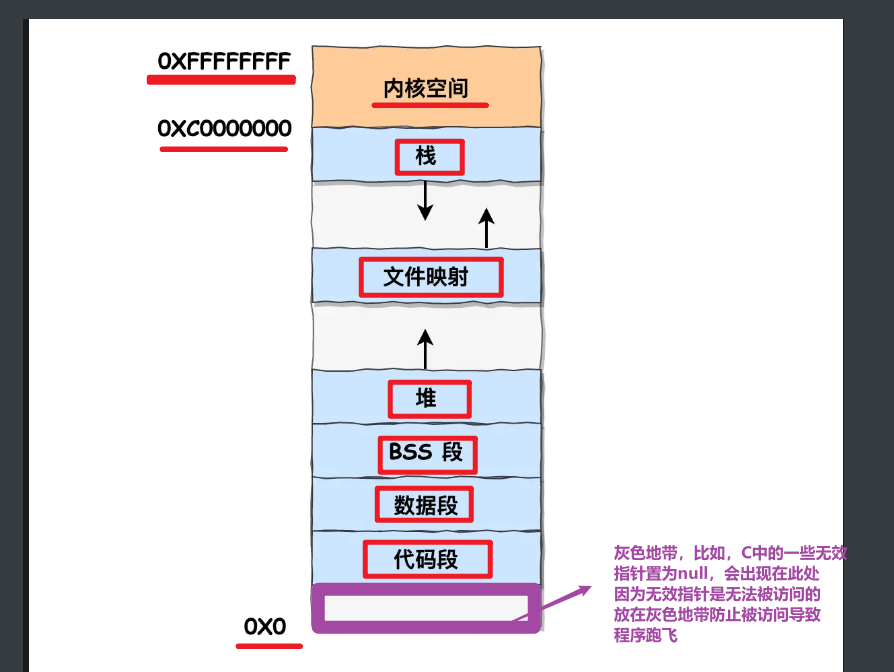 0XFFFFFFFF
内核空间
0XC0000000
栈
文件映射
堆
BSS 段
数据段
代码段
灰色地带，比如，C中的一些无效
指针置为null，会出现在此处
因为无效指针是无法被访问的
放在灰色地带防止被访问导致
程序跑飞
0X0